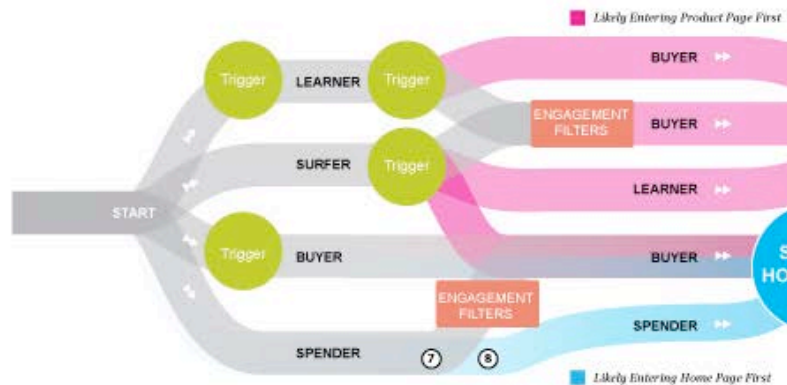 Likely Entering Product Page First
BUYER
Trigger
LEARNER
Trigger
ENGAGEMENT
FILTERS
BUYER
SURFER
Trigger
LEARNER
START
Trigger
BUYER
BUYER
S
HO
ENGAGEMENT
FILTERS
SPENDER
SPENDER
7
8
Likely Entering Home Page First